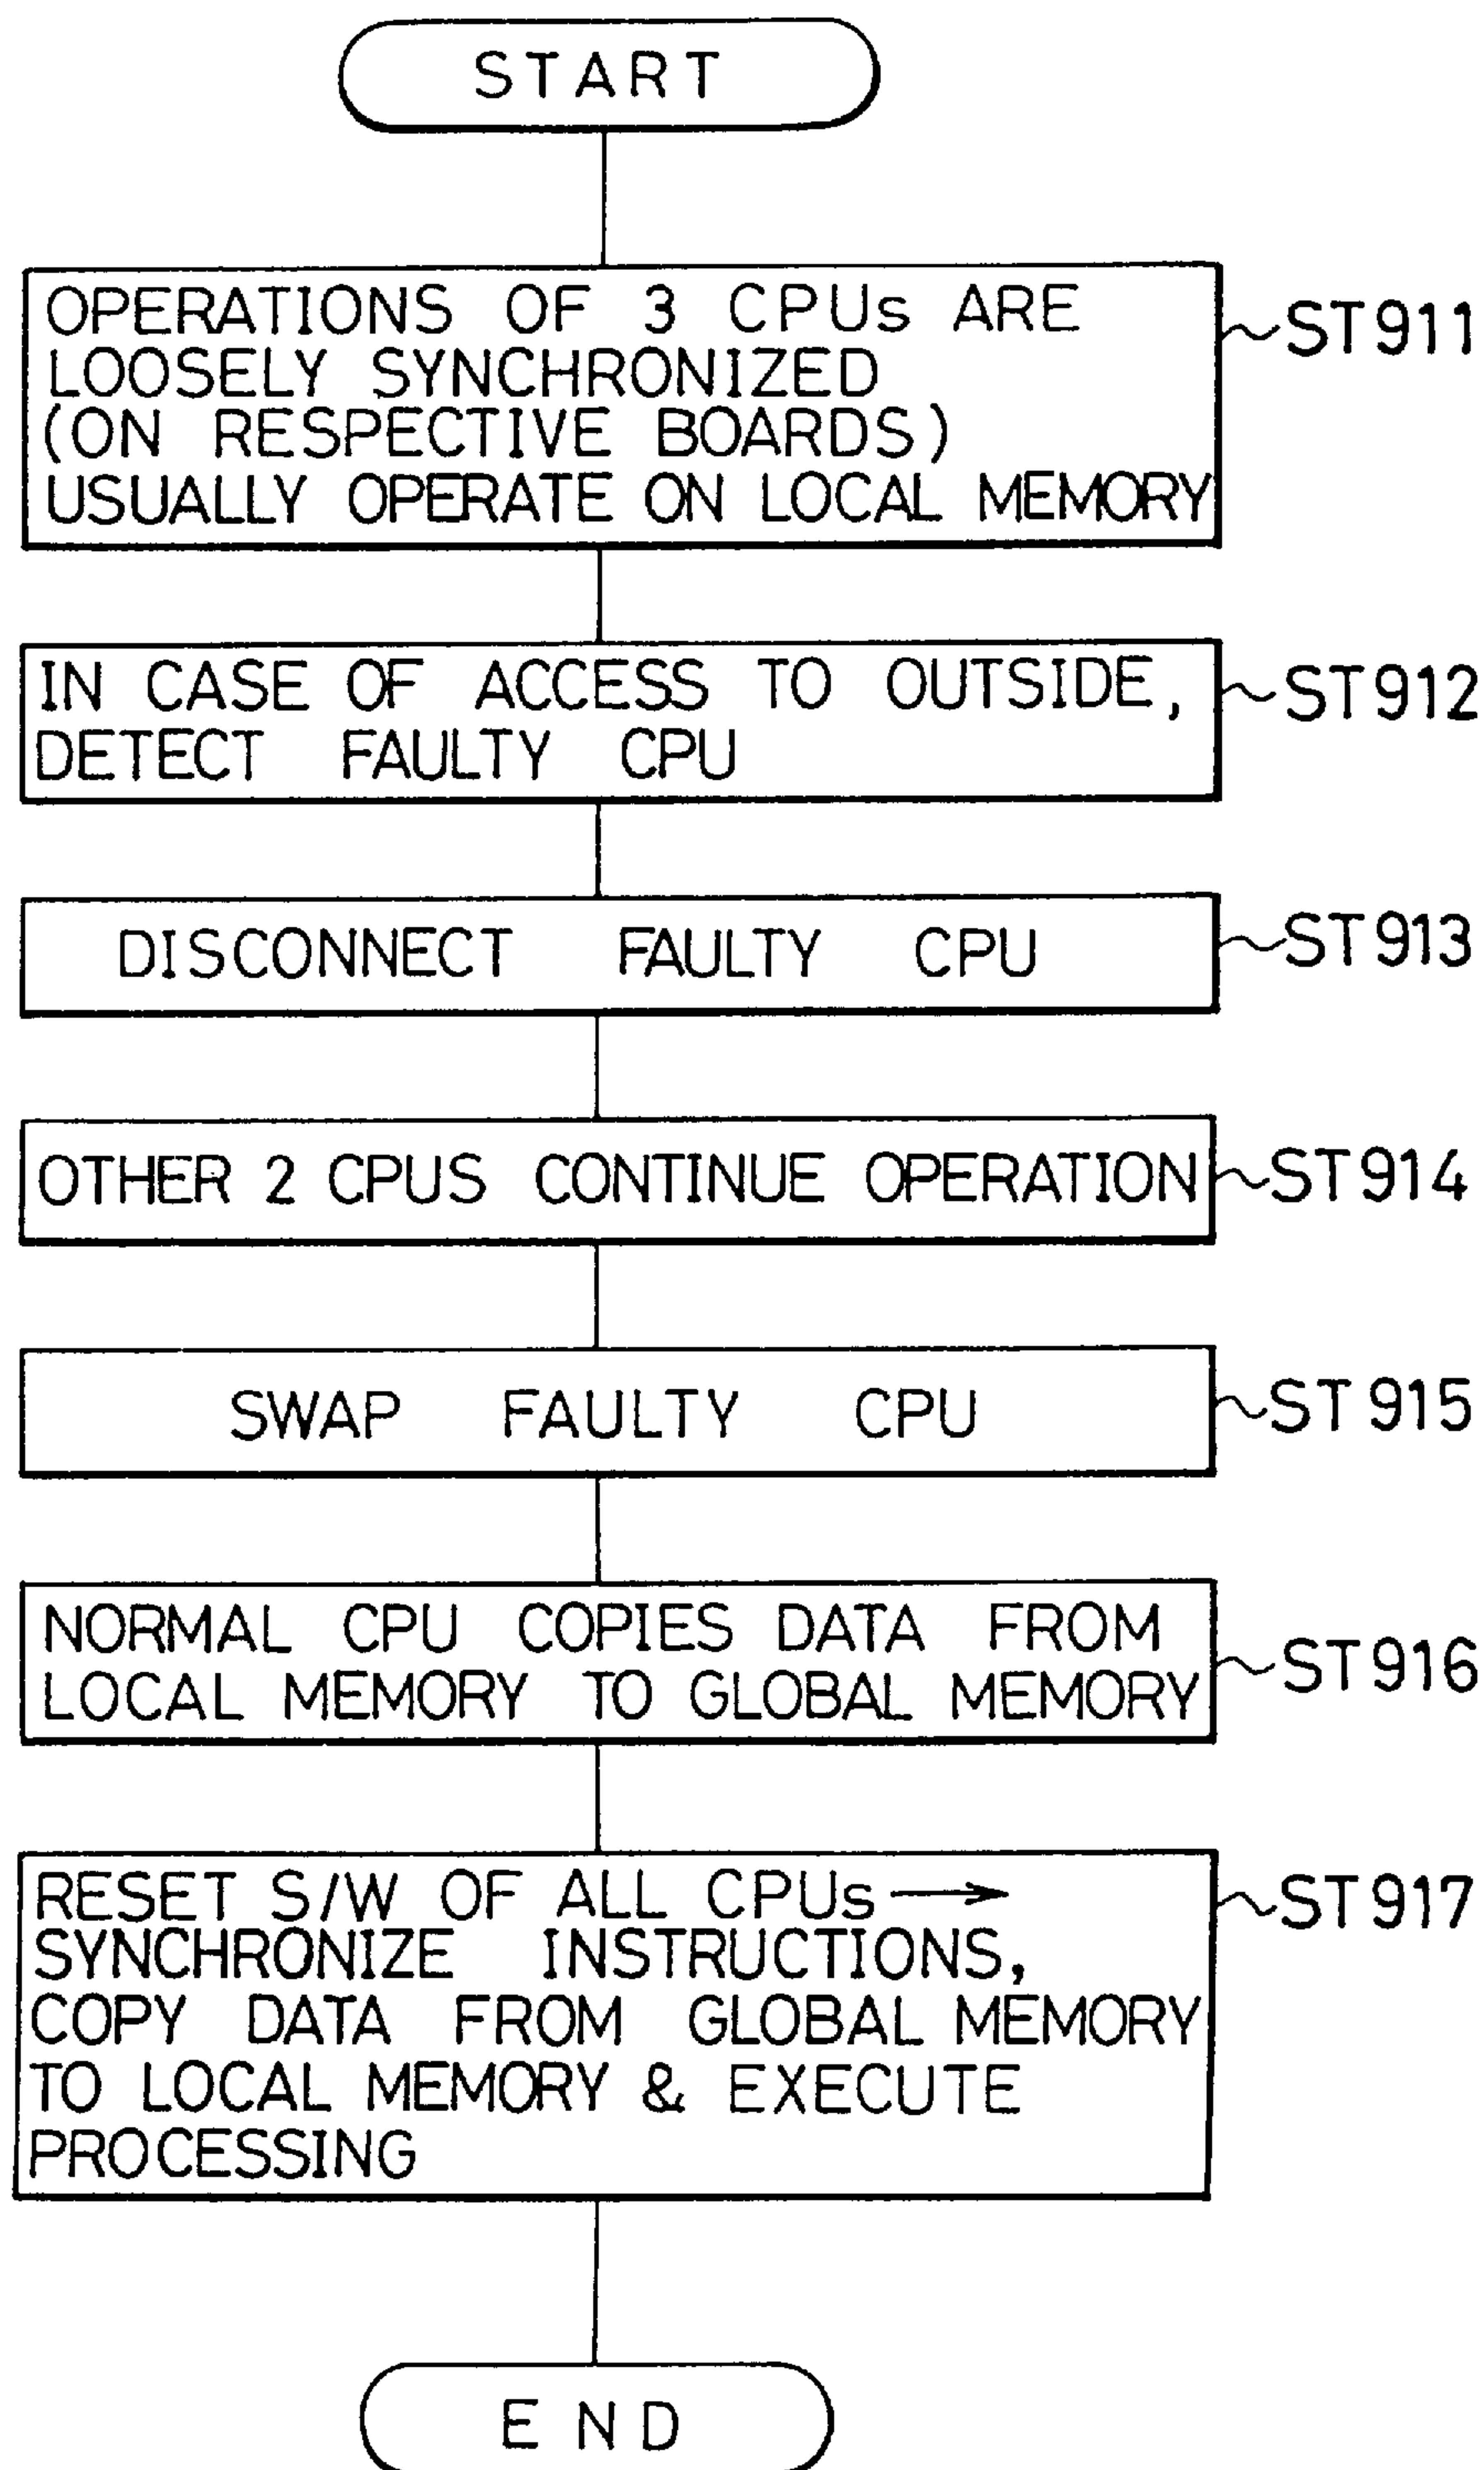 START
OPERATIONS OF 3 CPUs ARE
LOOSELY SYNCHRONIZED
(ON RESPECTIVE BOARDS)
USUALLY OPERATE ON LOCAL MEMORY
ST911
IN CASE OF ACCESS TO OUTSIDE,
DETECT FAULTY CPU
ST912
DISCONNECT FAULTY CPU
ST913
OTHER 2 CPUS CONTINUE OPERATION
ST914
SWAP FAULTY CPU
ST915
NORMAL CPU COPIES DATA FROM
LOCAL MEMORY TO GLOBAL MEMORY
ST916
RESET S/W OF ALL CPUs →
SYNCHRONIZE INSTRUCTIONS,
COPY DATA FROM GLOBAL MEMORY
TO LOCAL MEMORY & EXECUTE
PROCESSING
ST917
END